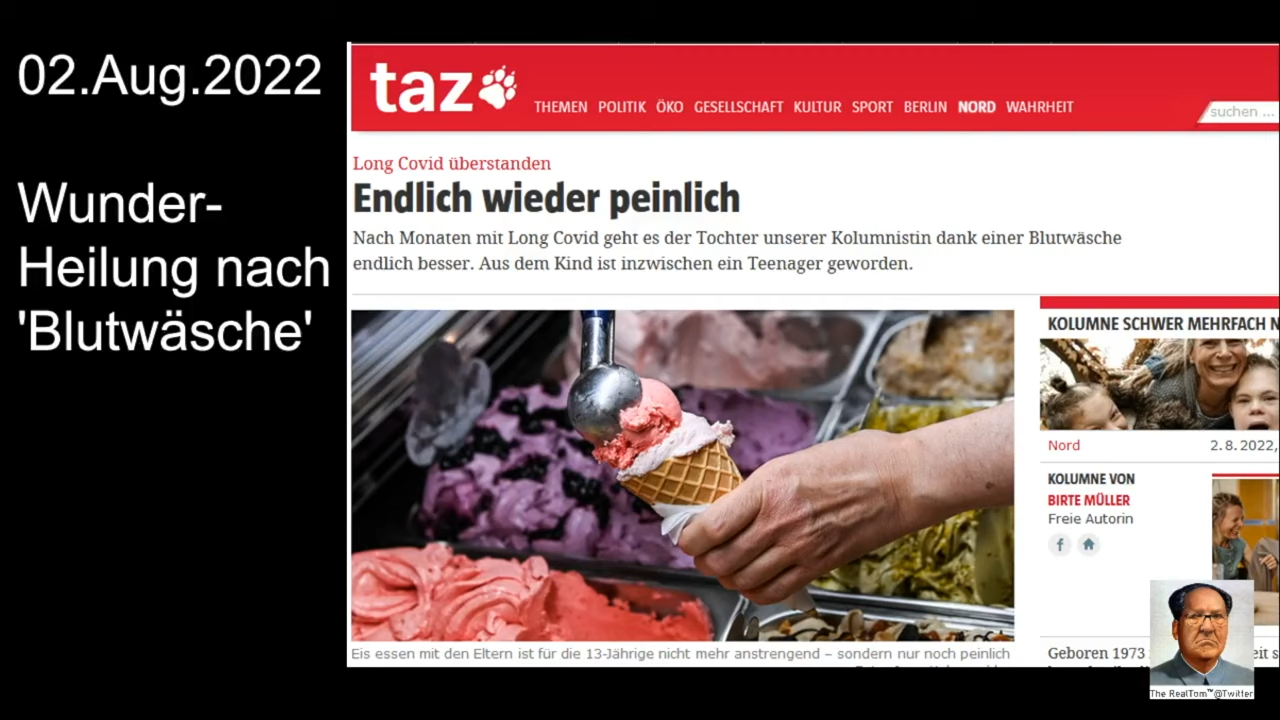 02.Aug.2022
Wunder-
Heilung nach
'Blutwäsche'
taz
THEMEN POLITIK ÖKO GESELLSCHAFT KULTUR SPORT BERLIN NORD WAHRHEIT
suchen ...
Long Covid überstanden
Endlich wieder peinlich
Nach Monaten mit Long Covid geht es der Tochter unserer Kolumnistin dank einer Blutwäsche
endlich besser. Aus dem Kind ist inzwischen ein Teenager geworden.
KOLUMNE SCHWER MEHRFACH
Nord 2.8.2022,
KOLUMNE VON
BIRTE MÜLLER
Freie Autorin
Eis essen mit den Eltern ist für die 13-Jährige nicht mehr anstrengend – sondern nur noch peinlich
Geboren 1973
The RealTom™@Twitter